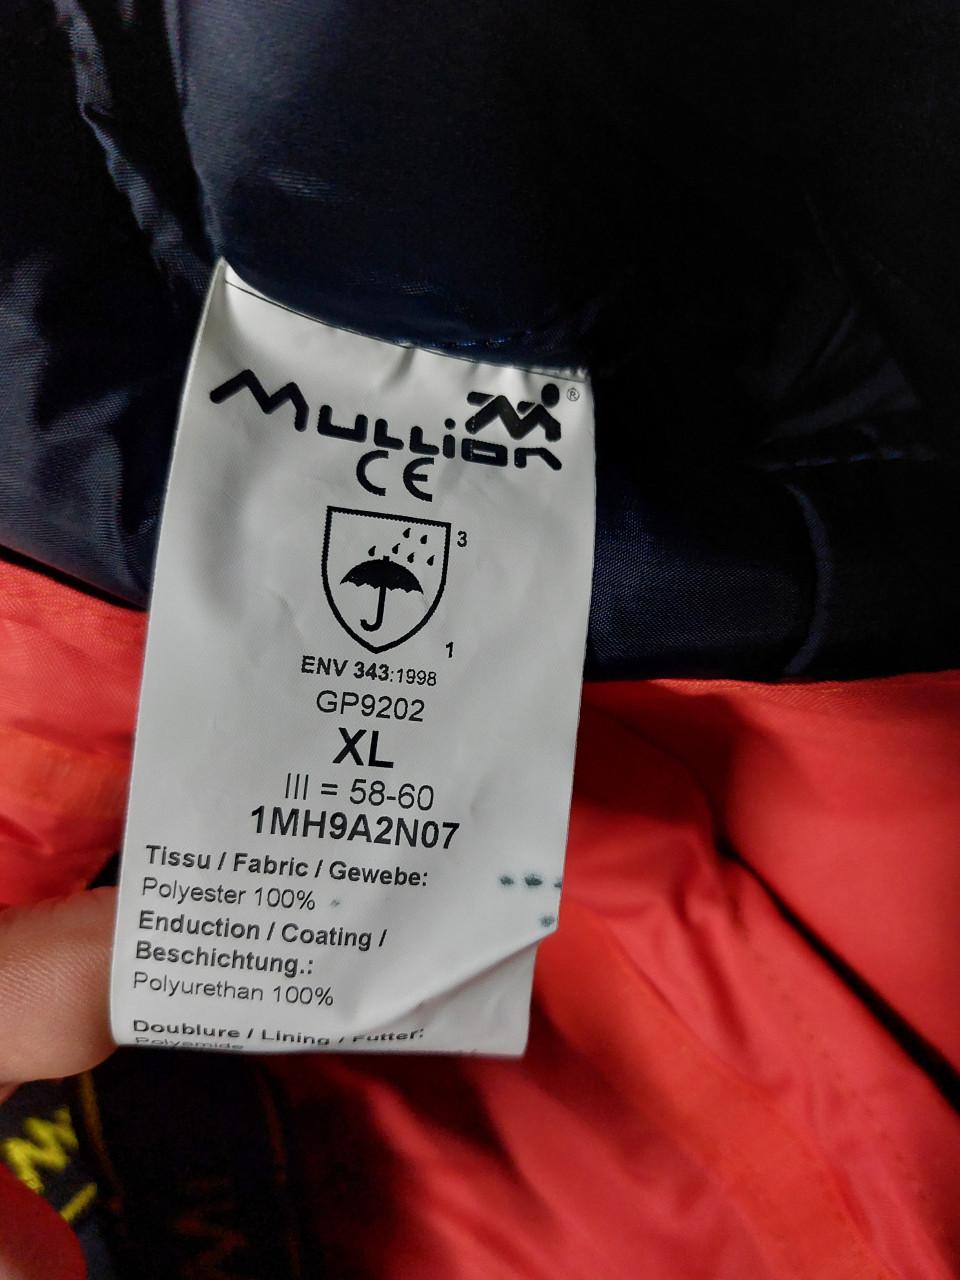 Mullion ®
CE
3
1
ENV 343:1998
GP9202
XL
III = 58-60
1MH9A2N07
Tissu / Fabric / Gewebe:
Polyester 100%
Enduction / Coating /
Beschichtung.:
Polyurethan 100%
Doublure / Lining / Futter:
Polyamide